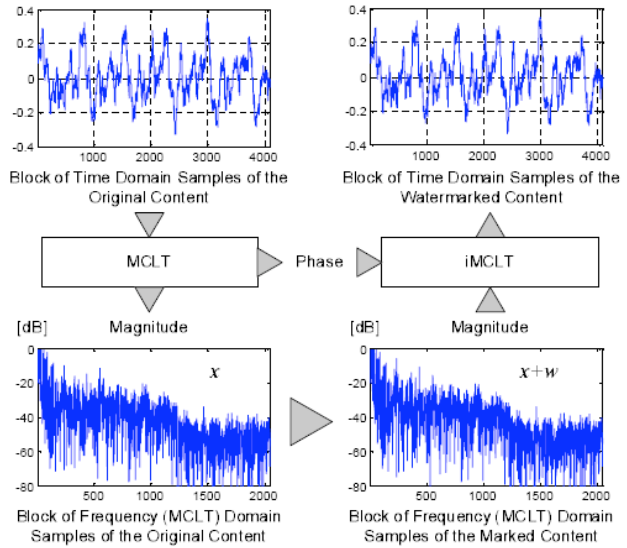 0.4
0.2
0
-0.2
-0.4
1000 2000 3000 4000
Block of Time Domain Samples of the
Original Content
0.4
0.2
0
-0.2
-0.4
1000 2000 3000 4000
Block of Time Domain Samples of the
Watermarked Content
MCLT
Phase
iMCLT
[dB]
Magnitude
[dB]
Magnitude
0
-20
-40
-60
-80
x
500 1000 1500 2000
Block of Frequency (MCLT) Domain
Samples of the Original Content
0
-20
-40
-60
-80
x+w
500 1000 1500 2000
Block of Frequency (MCLT) Domain
Samples of the Marked Content